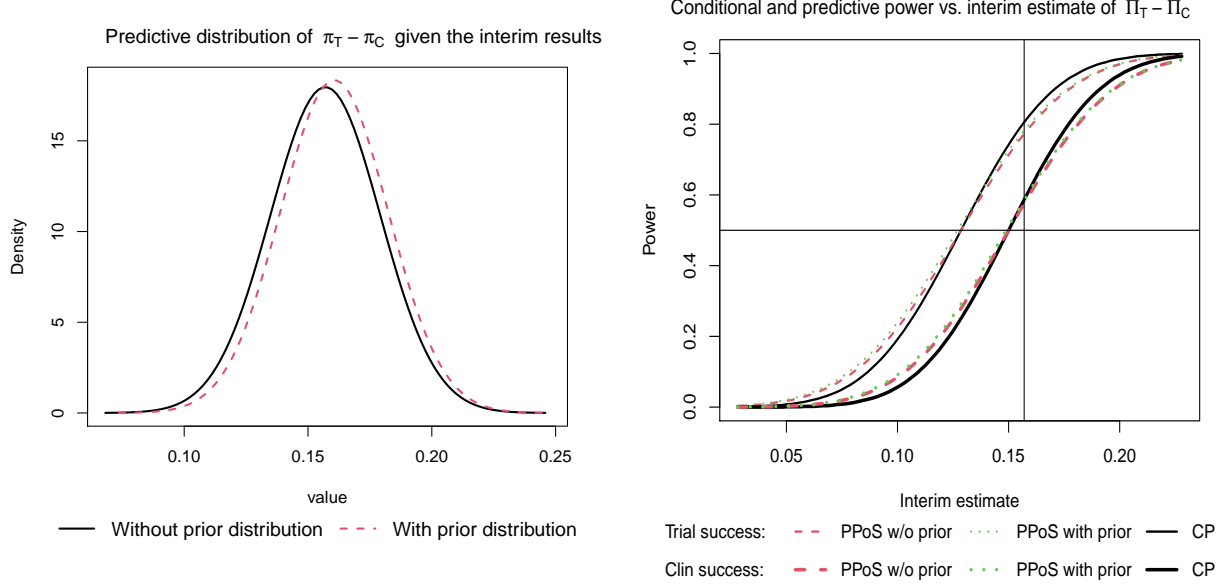 Predictive distribution of π_T − π_C given the interim results
Density
0
5
10
15
0.10
0.15
0.20
0.25
value
Without prior distribution
With prior distribution
Conditional and predictive power vs. interim estimate of Π_T − Π_C
Power
0.0
0.2
0.4
0.6
0.8
1.0
0.05
0.10
0.15
0.20
Interim estimate
Trial success: PPoS w/o prior PPoS with prior CP
Clin success: PPoS w/o prior PPoS with prior CP